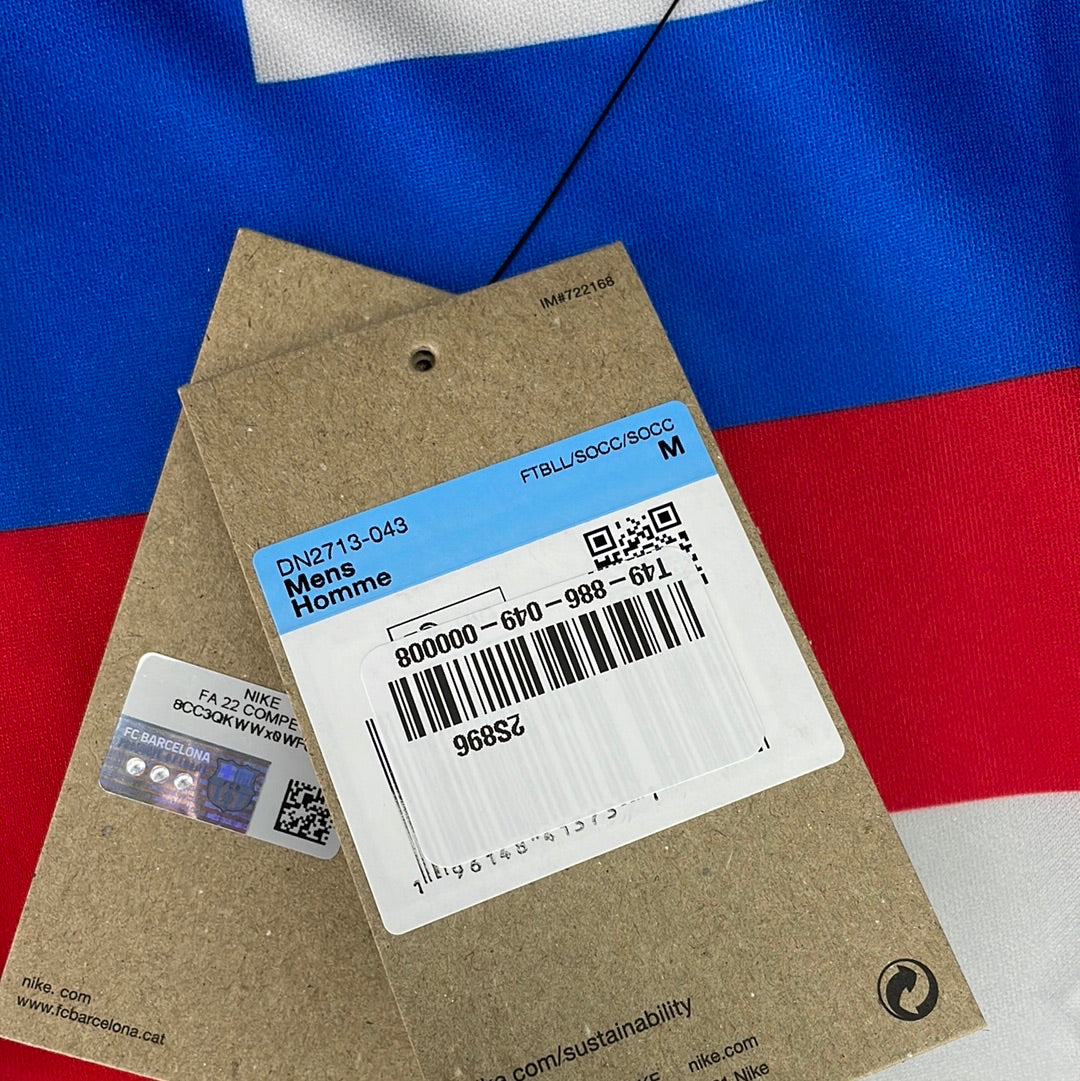 IM#722168
FTBLL/SOCC/SOCC
M
DN2713-043
Mens
Homme
T49-886-049-000008
2S896
NIKE
FA 22 COMPE
FC BARCELONA
nike. com
www.fcbarcelona.cat
.com/sustainability
nike.com
Nike